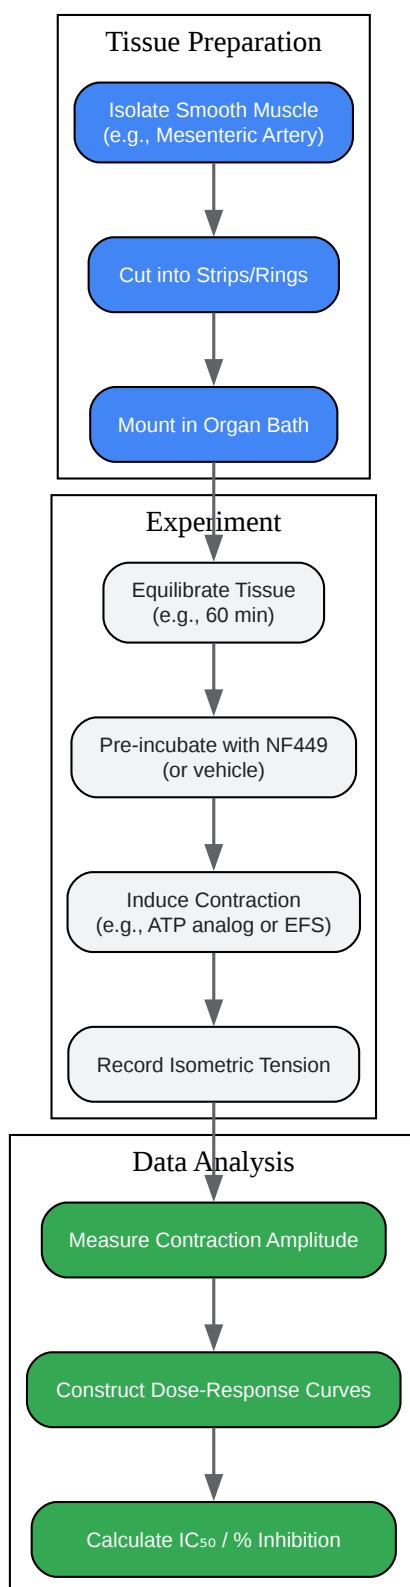 Tissue Preparation
Isolate Smooth Muscle
(e.g., Mesenteric Artery)
Cut into Strips/Rings
Mount in Organ Bath
Experiment
Equilibrate Tissue
(e.g., 60 min)
Pre-incubate with NF449
(or vehicle)
Induce Contraction
(e.g., ATP analog or EFS)
Record Isometric Tension
Data Analysis
Measure Contraction Amplitude
Construct Dose-Response Curves
Calculate IC₅₀ / % Inhibition